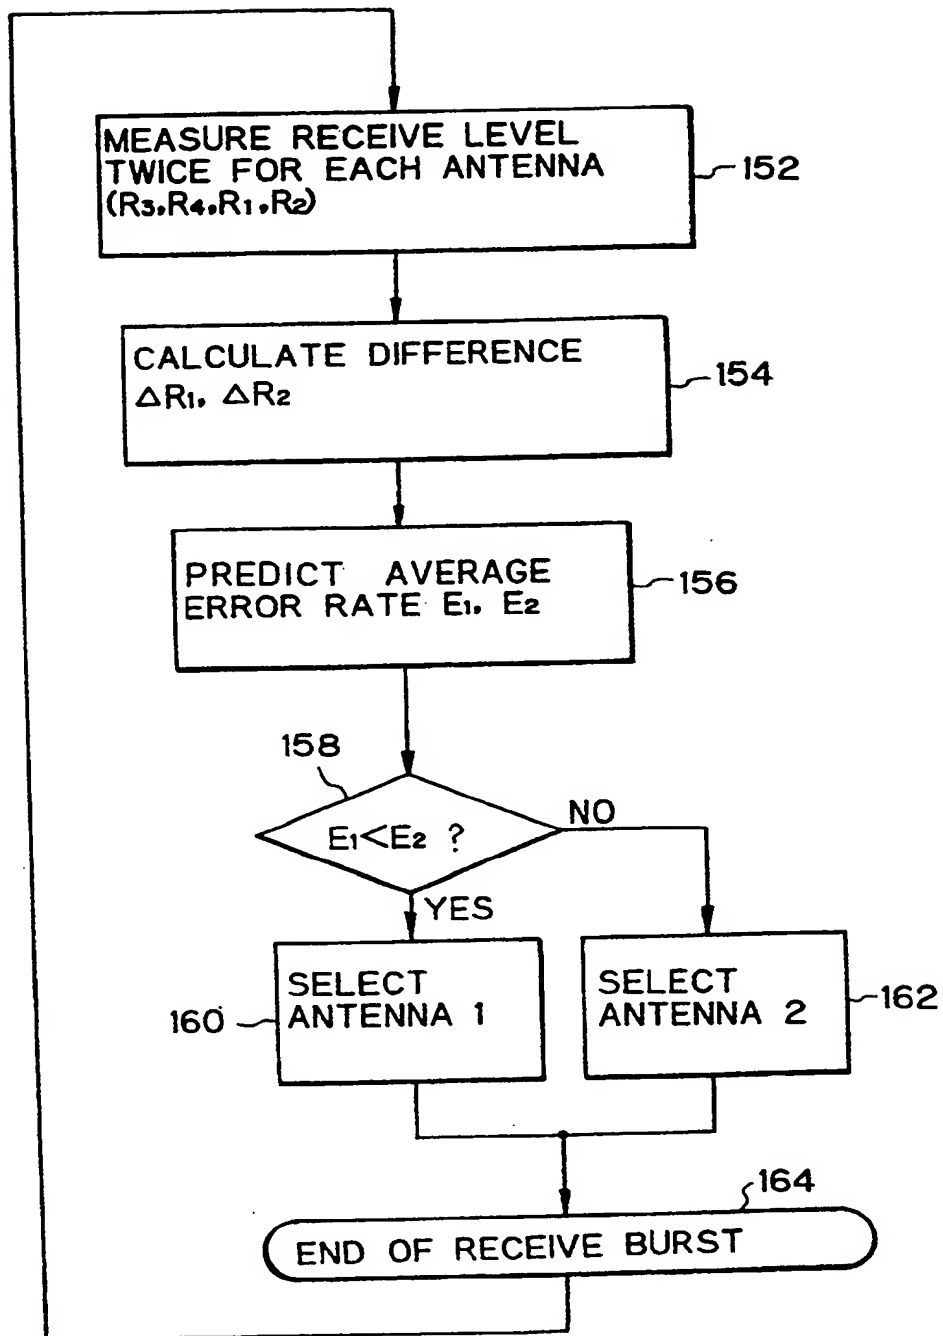 MEASURE RECEIVE LEVEL
TWICE FOR EACH ANTENNA
(R3,R4,R1,R2)
152
CALCULATE DIFFERENCE
△R1, △R2
154
PREDICT AVERAGE
ERROR RATE E1, E2
156
158
E1<E2 ?
NO
YES
SELECT
ANTENNA 1
160
SELECT
ANTENNA 2
162
164
END OF RECEIVE BURST